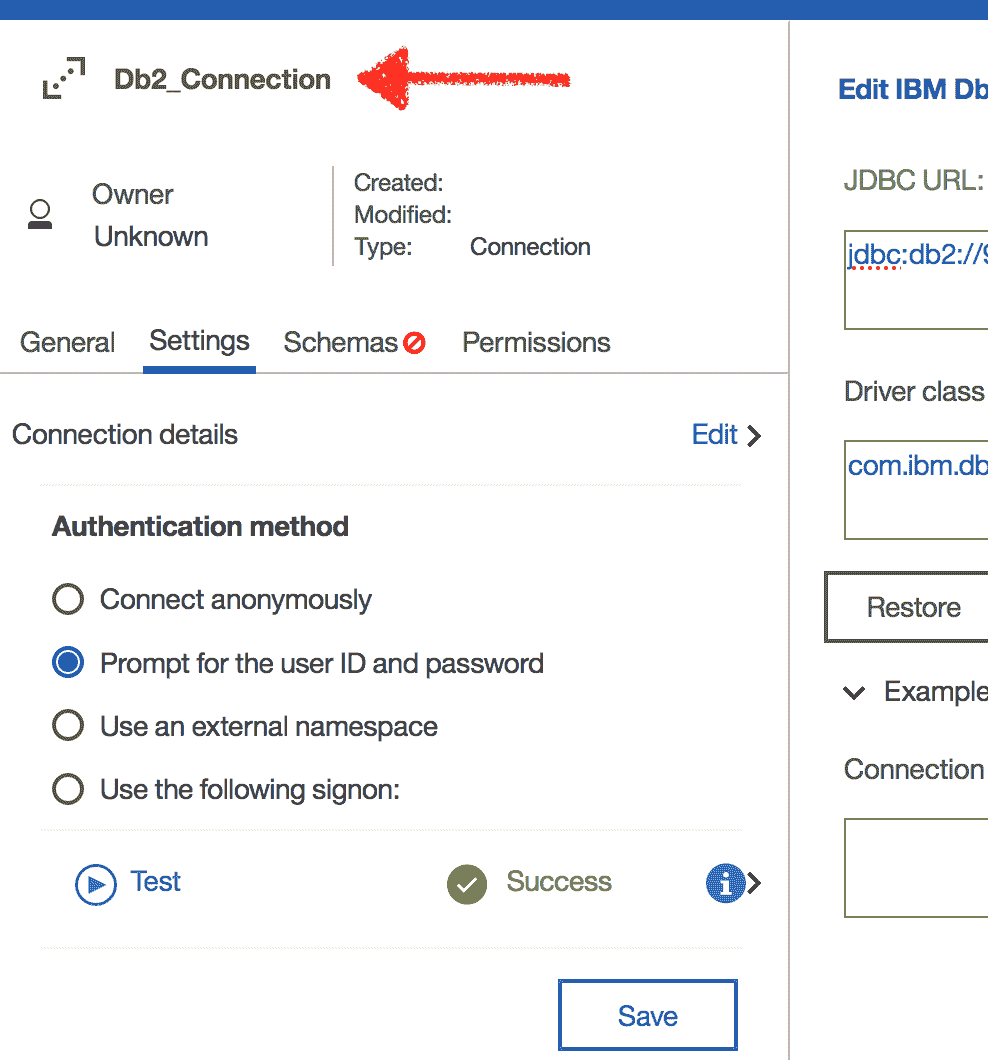 Db2_Connection
Owner
Unknown
Created:
Modified:
Type: Connection
General Settings Schemas Permissions
Connection details Edit
Authentication method
Connect anonymously
Prompt for the user ID and password
Use an external namespace
Use the following signon:
Test Success
Save
Edit IBM Db
JDBC URL:
jdbc:db2://9
Driver class
com.ibm.db
Restore
Example
Connection